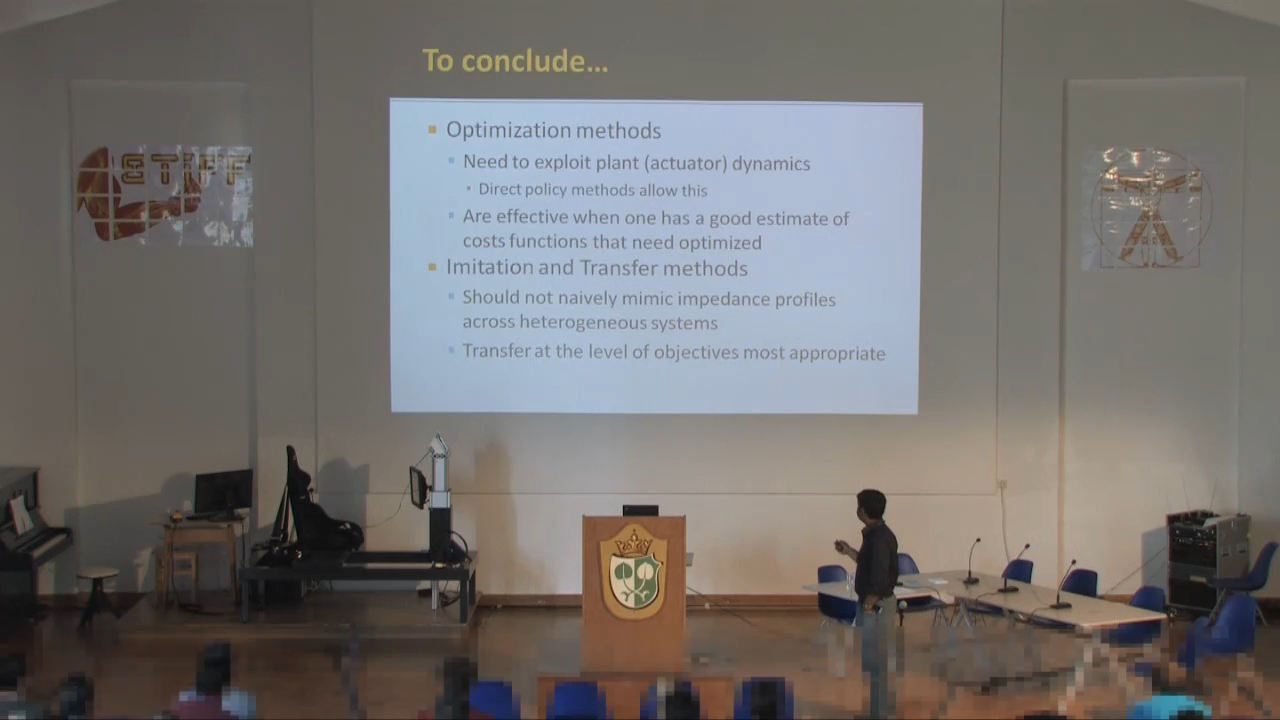 To conclude...
Optimization methods
Need to exploit plant (actuator) dynamics
Direct policy methods allow this
Are effective when one has a good estimate of
costs functions that need optimized
Imitation and Transfer methods
Should not naively mimic impedance profiles
across heterogeneous systems
Transfer at the level of objectives most appropriate
STIFF